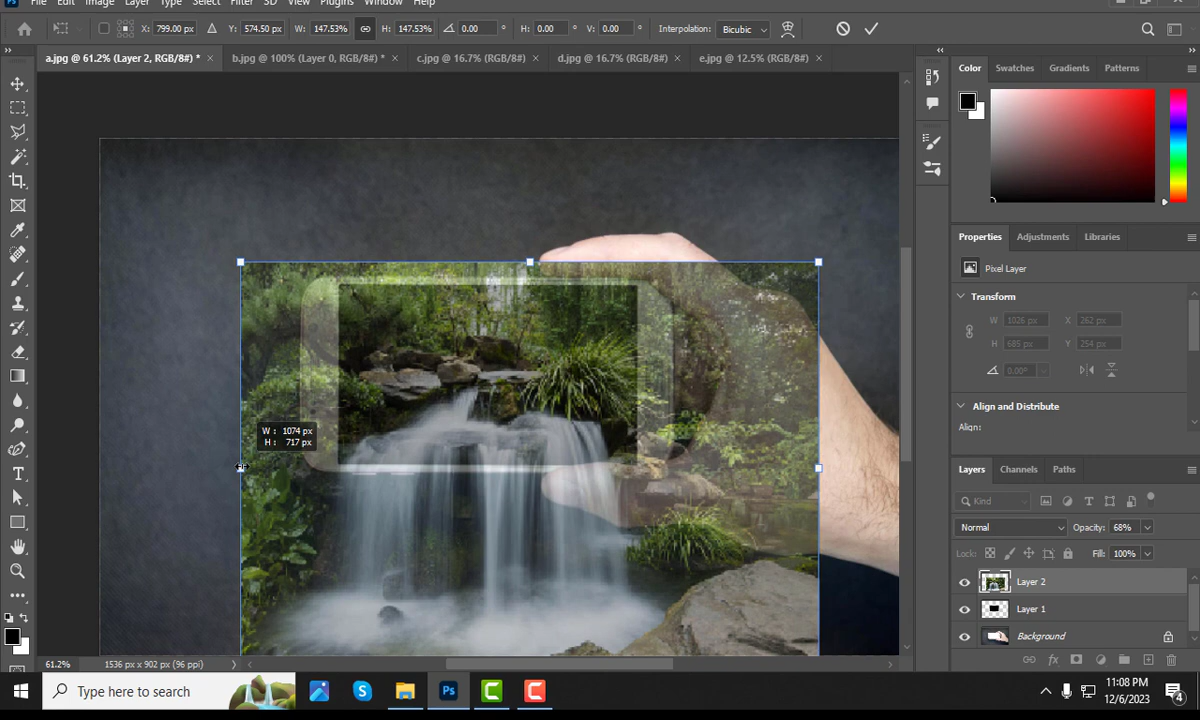 Ps File Edit Image Layer Type Select Filter 3D View Plugins Window Help
X: 799.00 px Y: 574.50 px W: 147.53% H: 147.53% 0.00 ° H: 0.00 ° V: 0.00 ° Interpolation: Bicubic
a.jpg @ 61.2% (Layer 2, RGB/8#) * × b.jpg @ 100% (Layer 0, RGB/8#) * × c.jpg @ 16.7% (RGB/8#) × d.jpg @ 16.7% (RGB/8#) × e.jpg @ 12.5% (RGB/8#) ×
Color Swatches Gradients Patterns
Properties Adjustments Libraries
Pixel Layer
Transform
W 1026 px X 262 px
H 685 px Y 254 px
0.00°
Align and Distribute
Align:
W : 1074 px
H : 717 px
Layers Channels Paths
Kind
Normal Opacity: 68%
Lock: Fill: 100%
Layer 2
Layer 1
Background
61.2% 1536 px x 902 px (96 ppi)
Type here to search
S Ps C C
11:08 PM
12/6/2023
4